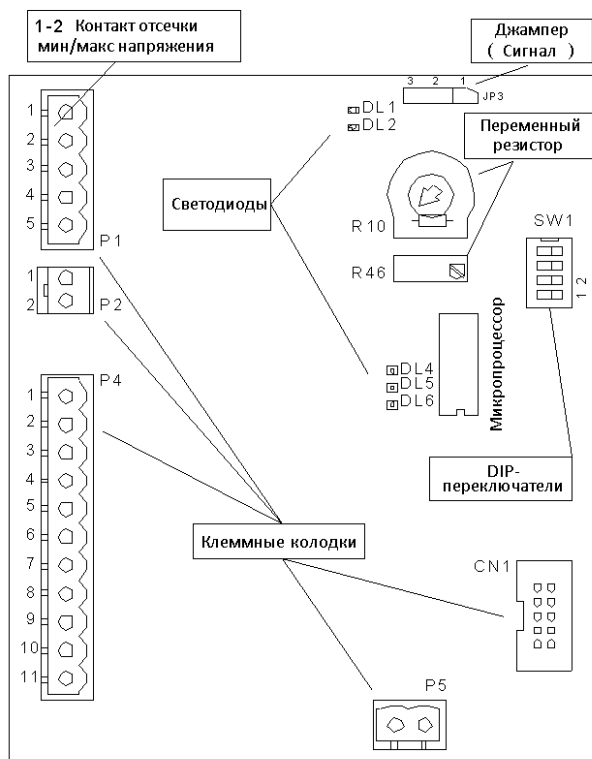 1-2 Контакт отсечки
мин/макс напряжения
Джампер
( Сигнал )
3 2 1
JP3
DL1
DL2
Переменный
резистор
1
2
3
4
5
P1
Светодиоды
R10
SW1
1
2
P2
R46
1 2
P4
1
2
3
4
5
6
7
8
9
10
11
DL4
DL5
DL6
Микропроцессор
DIP-
переключатели
Клеммные колодки
CN1
P5